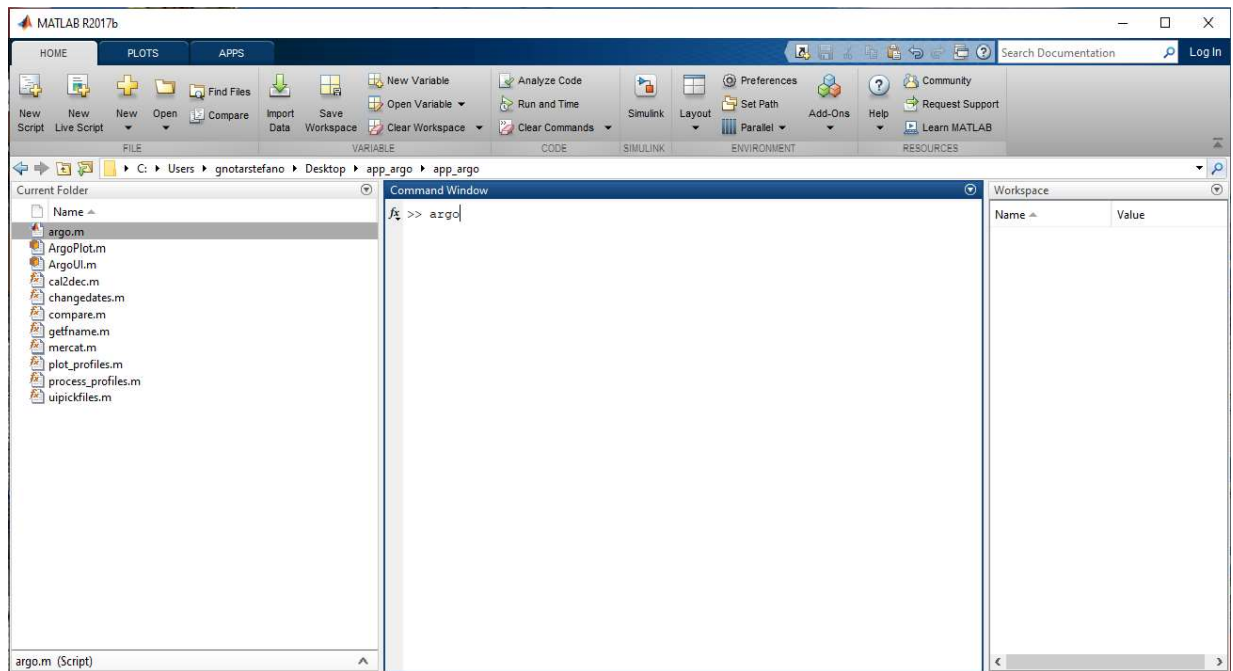 MATLAB R2017b
HOME PLOTS APPS
Search Documentation Log In
New Script
New Live Script
New
Open
Find Files
Compare
Import Data
Save Workspace
New Variable
Open Variable
Clear Workspace
Analyze Code
Run and Time
Clear Commands
Simulink
Layout
Preferences
Set Path
Parallel
Add-Ons
Help
Community
Request Support
Learn MATLAB
FILE VARIABLE CODE SIMULINK ENVIRONMENT RESOURCES
C: Users gnotarstefano Desktop app_argo app_argo
Current Folder
Name
argo.m
ArgoPlot.m
ArgoUI.m
cal2dec.m
changedates.m
compare.m
getfname.m
mercat.m
plot_profiles.m
process_profiles.m
uipickfiles.m
argo.m (Script)
Command Window
fx >> argo
Workspace
Name Value